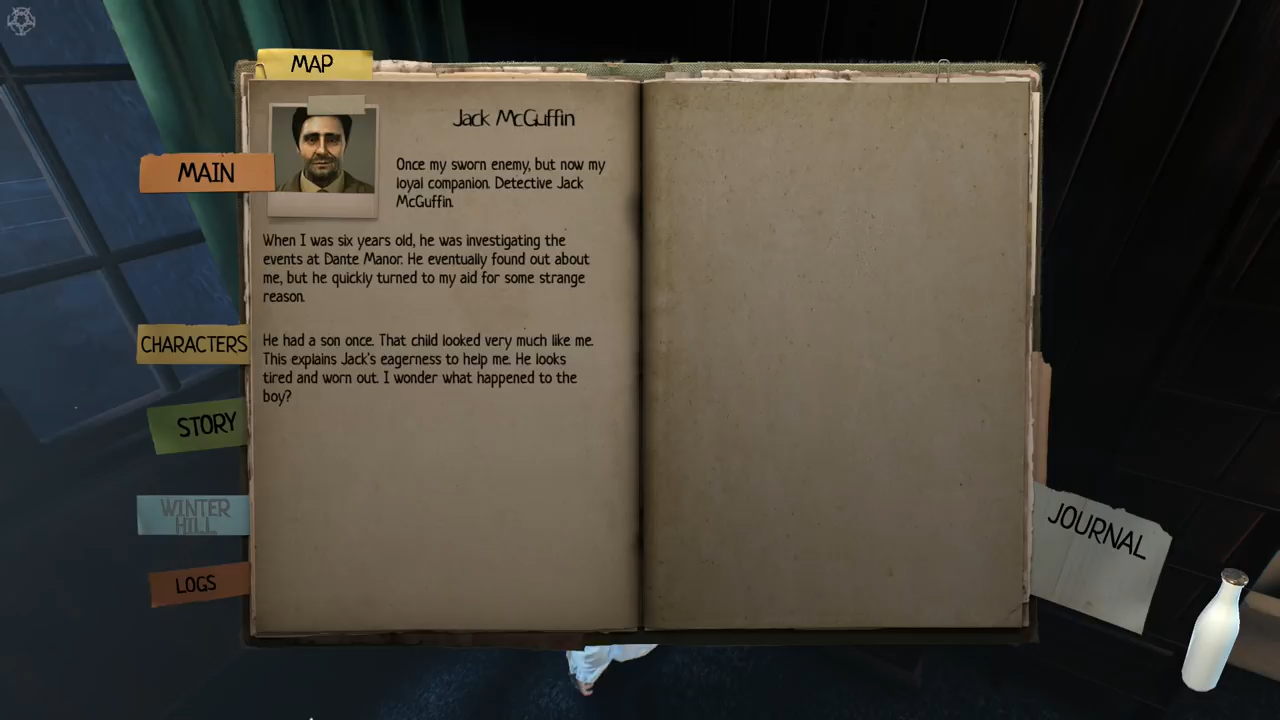 MAP
Jack McGuffin
MAIN
Once my sworn enemy, but now my
loyal companion. Detective Jack
McGuffin.
When I was six years old, he was investigating the
events at Dante Manor. He eventually found out about
me, but he quickly turned to my aid for some strange
reason.
CHARACTERS
He had a son once. That child looked very much like me.
This explains Jack's eagerness to help me. He looks
tired and worn out. I wonder what happened to the
boy?
STORY
WINTER
HILL
LOGS
JOURNAL